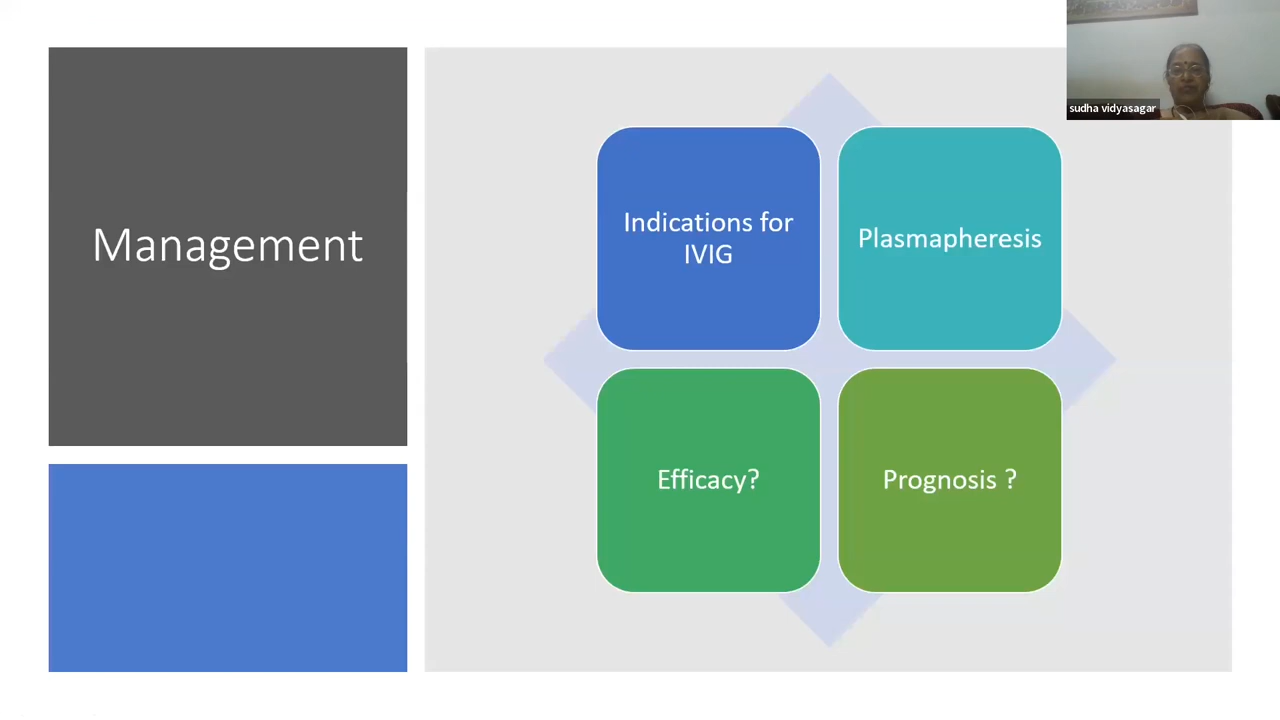 sudha vidyasagar
Management
Indications for
IVIG
Plasmapheresis
Efficacy?
Prognosis ?